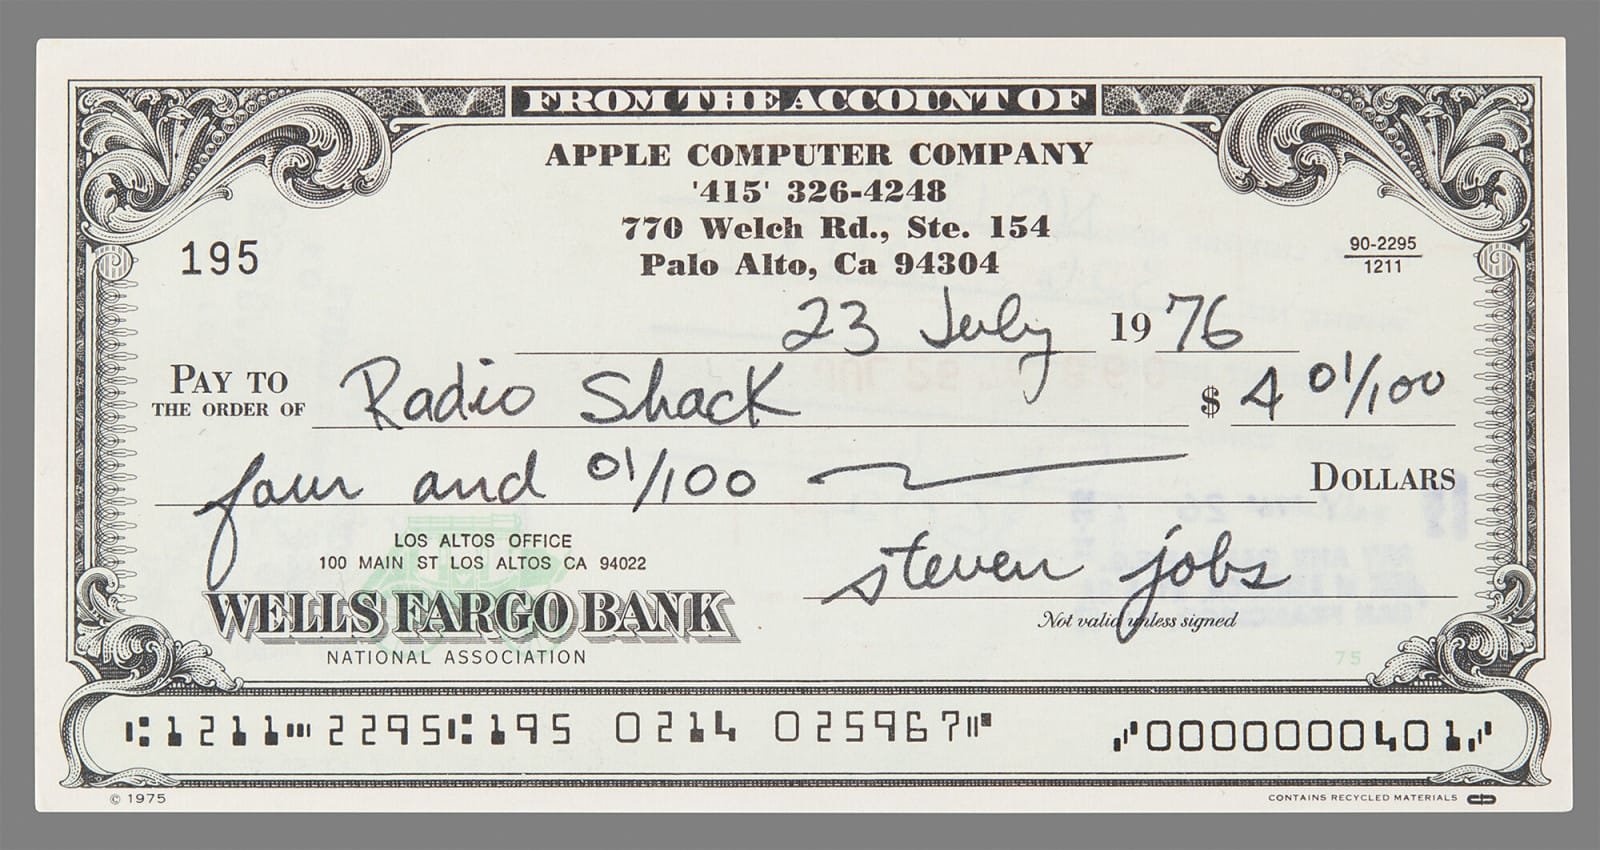 FROM THE ACCOUNT OF
APPLE COMPUTER COMPANY
'415' 326-4248
770 Welch Rd., Ste. 154
Palo Alto, Ca 94304
195
90-2295
1211
23 July 1976
PAY TO
THE ORDER OF Radio Shack $ 4 01/100
four and 01/100 DOLLARS
LOS ALTOS OFFICE
100 MAIN ST LOS ALTOS CA 94022
WELLS FARGO BANK
NATIONAL ASSOCIATION
steven jobs
Not valid unless signed
75
⑆1211⑉2295⑆195 0214 025967⑈ ⑇0000000401⑇
© 1975
CONTAINS RECYCLED MATERIALS